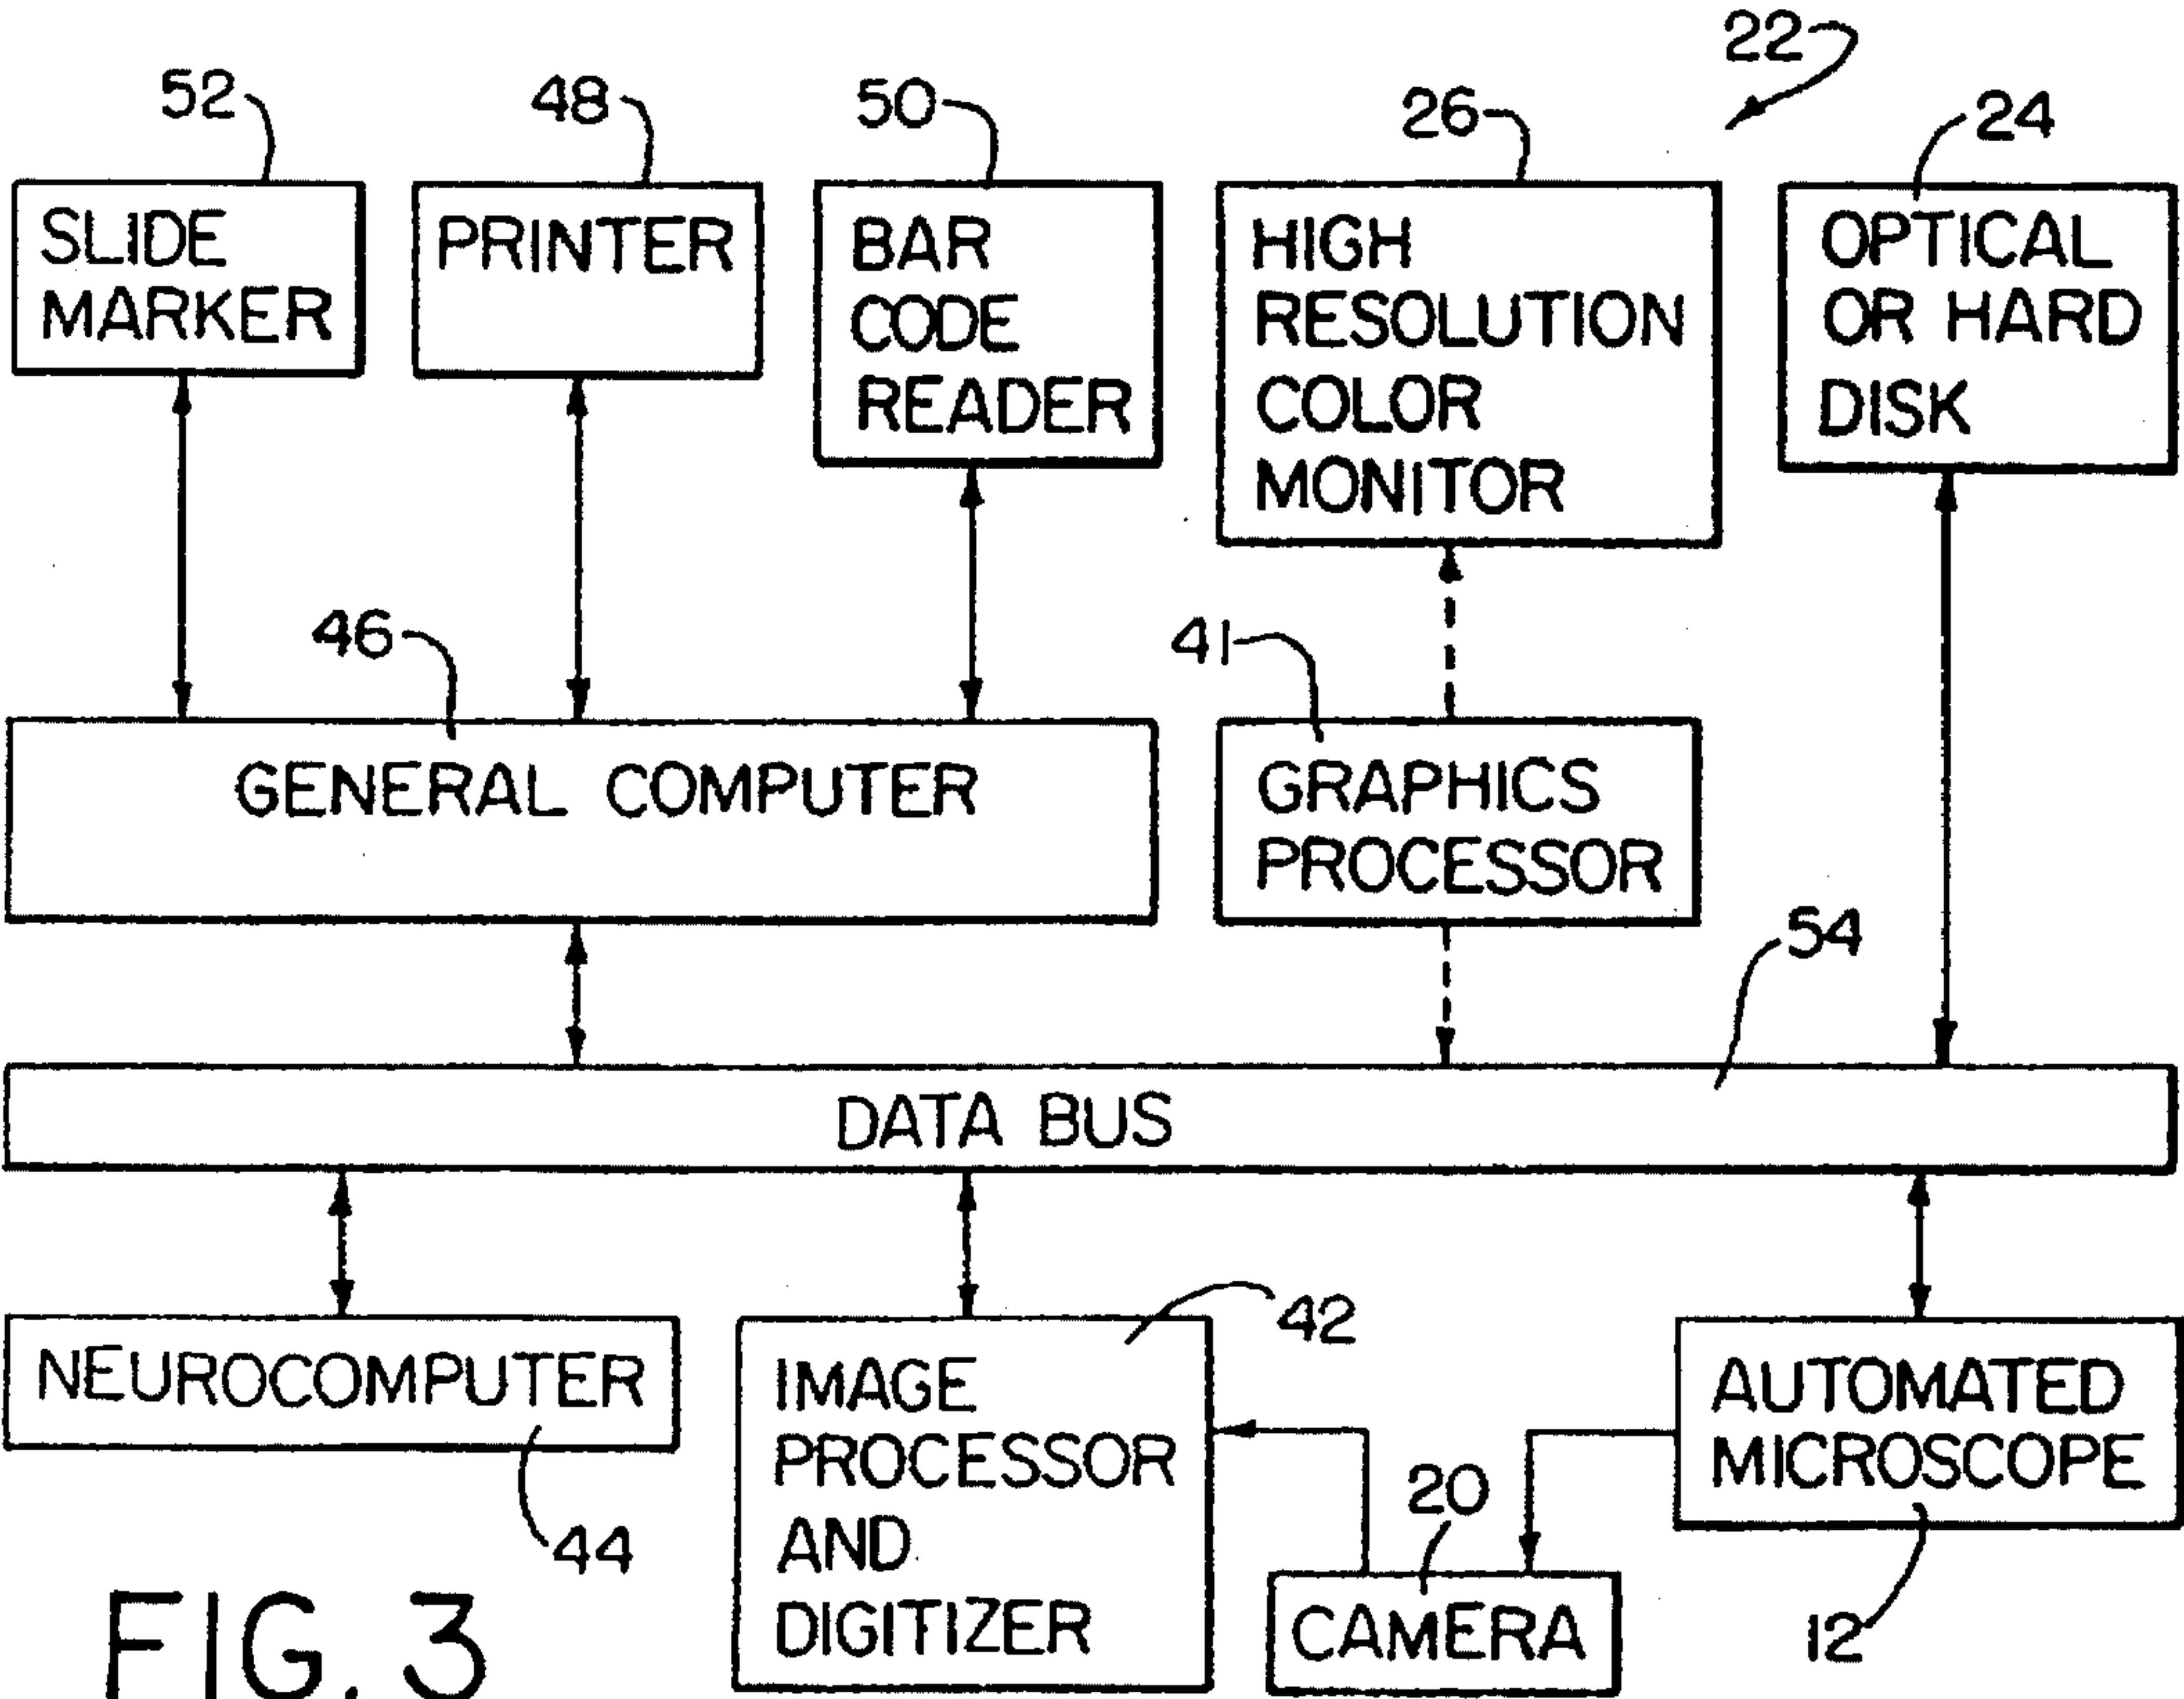 22
52
48
50
26
24
SLIDE
MARKER
PRINTER
BAR
CODE
READER
HIGH
RESOLUTION
COLOR
MONITOR
OPTICAL
OR HARD
DISK
46
41
GENERAL COMPUTER
GRAPHICS
PROCESSOR
54
DATA BUS
42
NEUROCOMPUTER
44
IMAGE
PROCESSOR
AND
DIGITIZER
AUTOMATED
MICROSCOPE
20
CAMERA
12
FIG. 3